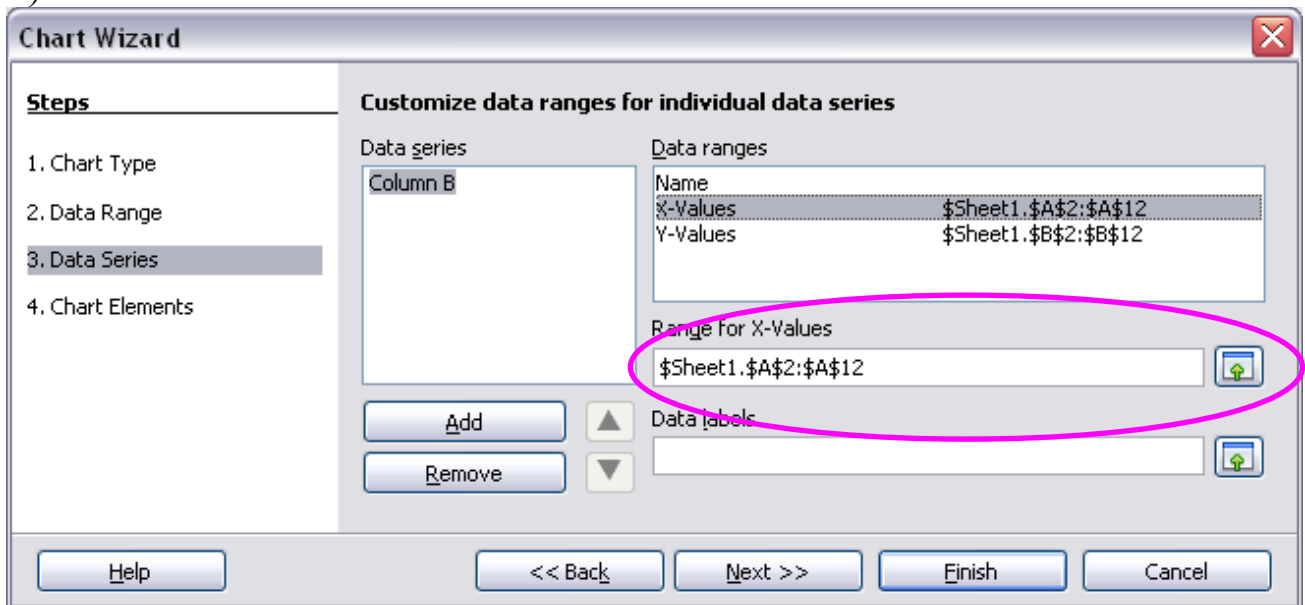 Chart Wizard
Steps
1. Chart Type
2. Data Range
3. Data Series
4. Chart Elements
Customize data ranges for individual data series
Data series
Column B
Add
Remove
Data ranges
Name
X-Values $Sheet1.$A$2:$A$12
Y-Values $Sheet1.$B$2:$B$12
Range for X-Values
$Sheet1.$A$2:$A$12
Data labels
Help
<< Back
Next >>
Finish
Cancel